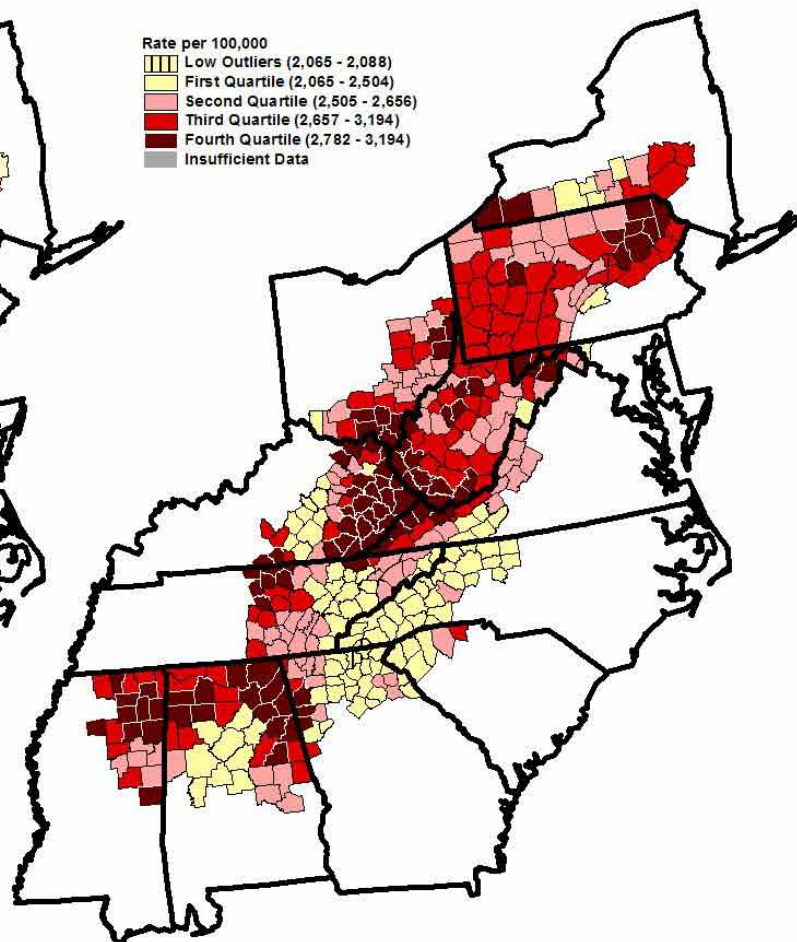 Rate per 100,000
Low Outliers (2,065 - 2,088)
First Quartile (2,065 - 2,504)
Second Quartile (2,505 - 2,656)
Third Quartile (2,657 - 3,194)
Fourth Quartile (2,782 - 3,194)
Insufficient Data